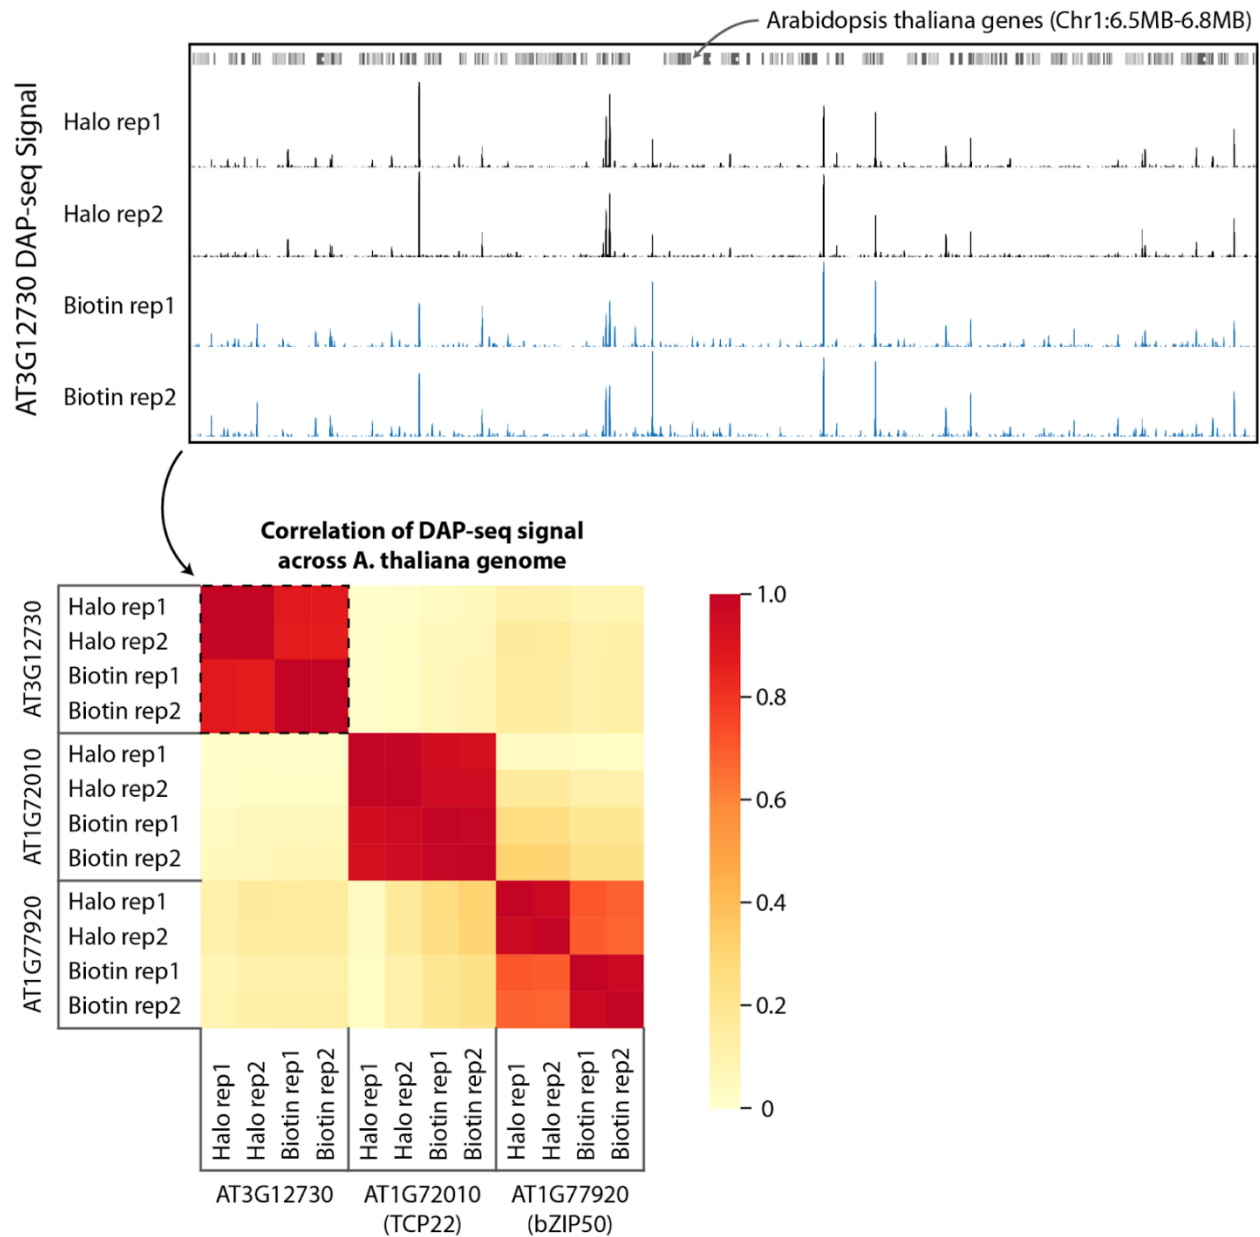 Arabidopsis thaliana genes (Chr1:6.5MB-6.8MB)
AT3G12730 DAP-seq Signal
Halo rep1
Halo rep2
Biotin rep1
Biotin rep2
Correlation of DAP-seq signal
across A. thaliana genome
AT3G12730
Halo rep1
Halo rep2
Biotin rep1
Biotin rep2
AT1G72010
Halo rep1
Halo rep2
Biotin rep1
Biotin rep2
AT1G77920
Halo rep1
Halo rep2
Biotin rep1
Biotin rep2
1.0
0.8
0.6
0.4
0.2
0
Halo rep1
Halo rep2
Biotin rep1
Biotin rep2
Halo rep1
Halo rep2
Biotin rep1
Biotin rep2
Halo rep1
Halo rep2
Biotin rep1
Biotin rep2
AT3G12730
AT1G72010
(TCP22)
AT1G77920
(bZIP50)